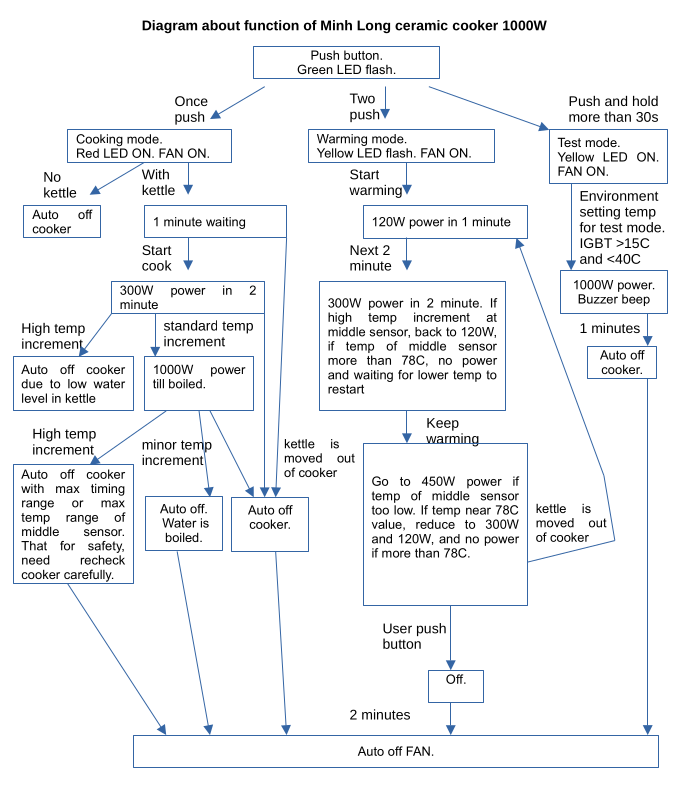 Diagram about function of Minh Long ceramic cooker 1000W
Push button.
Green LED flash.
Once
push
Two
push
Push and hold
more than 30s
Cooking mode.
Red LED ON. FAN ON.
Warming mode.
Yellow LED flash. FAN ON.
Test mode.
Yellow LED ON.
FAN ON.
No
kettle
With
kettle
Start
warming
Environment
setting temp
for test mode.
IGBT >15C
and <40C
Auto off
cooker
1 minute waiting
120W power in 1 minute
Start
cook
Next 2
minute
300W power in 2
minute
300W power in 2 minute. If
high temp increment at
middle sensor, back to 120W,
if temp of middle sensor
more than 78C, no power
and waiting for lower temp to
restart
1000W power.
Buzzer beep
High temp
increment
standard temp
increment
1 minutes
Auto off cooker
due to low water
level in kettle
1000W power
till boiled.
Auto off
cooker.
High temp
increment
minor temp
increment
kettle is
moved out
of cooker
Keep
warming
Auto off cooker
with max timing
range or max
temp range of
middle sensor.
That for safety,
need recheck
cooker carefully.
Auto off.
Water is
boiled.
Auto off
cooker.
Go to 450W power if
temp of middle sensor
too low. If temp near 78C
value, reduce to 300W
and 120W, and no power
if more than 78C.
kettle is
moved out
of cooker
User push
button
Off.
2 minutes
Auto off FAN.